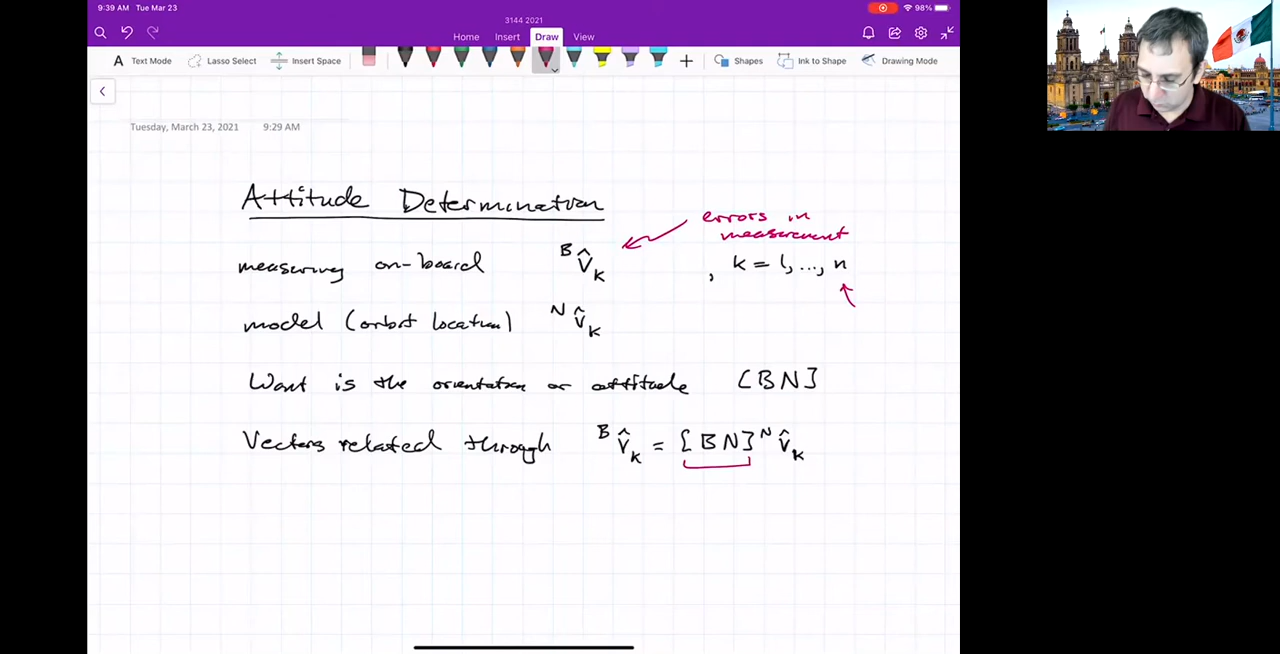 9:39 AM Tue Mar 23
98%
3144 2021
Home Insert Draw View
Text Mode Lasso Select Insert Space Shapes Ink to Shape Drawing Mode
Tuesday, March 23, 2021 9:29 AM
Attitude Determination
errors in
measurement
measuring on-board ᴮv̂ₖ , k = 1, ..., n
model (orbit location) ᴺv̂ₖ
Want is the orientation or attitude [BN]
Vectors related through ᴮv̂ₖ = [BN] ᴺv̂ₖ